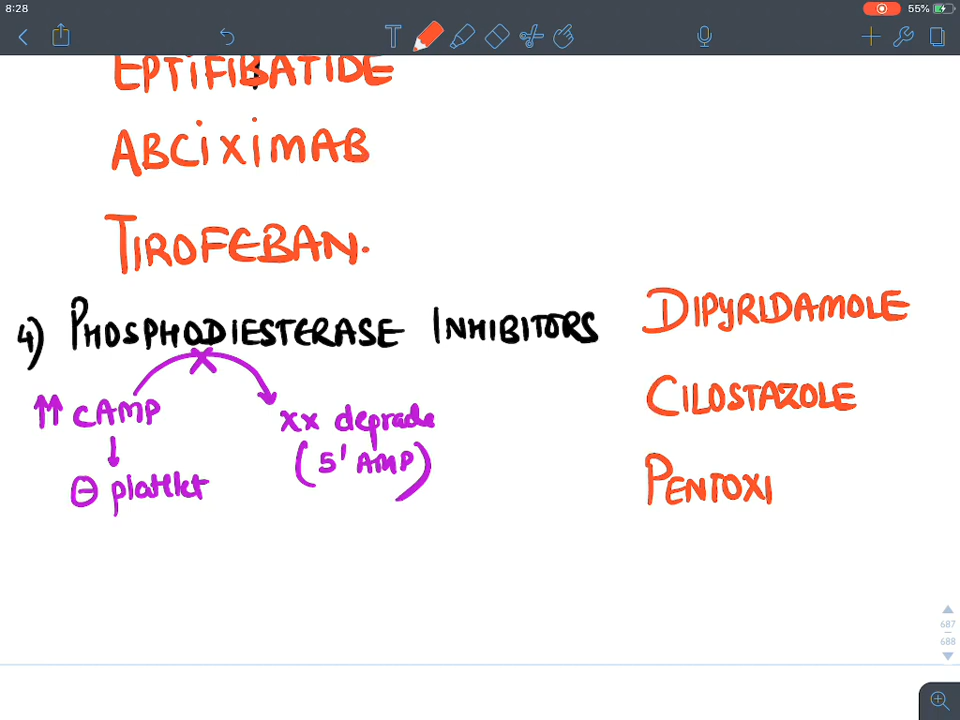 8:28
55%
EPTIFIBATIDE
ABCIXIMAB
TIROFEBAN.
4) PHOSPHODIESTERASE INHIBITORS
DIPYRIDAMOLE
↑↑ cAMP
xx degrade
CILOSTAZOLE
(5' AMP)
⊖ platelet
PENTOXI
687
688